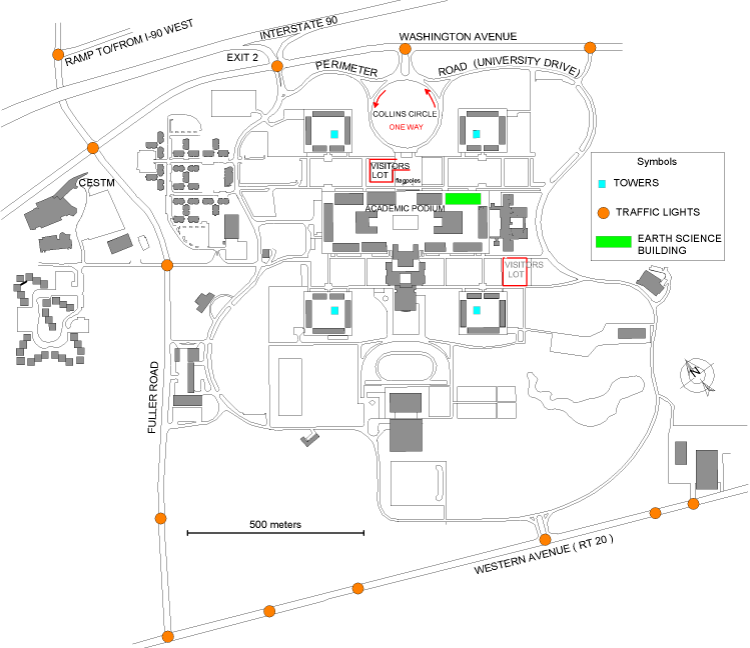 INTERSTATE 90
WASHINGTON AVENUE
RAMP TO/FROM I-90 WEST
EXIT 2
PERIMETER
ROAD (UNIVERSITY DRIVE)
COLLINS CIRCLE
ONE WAY
VISITORS
LOT
flagpoles
Symbols
TOWERS
TRAFFIC LIGHTS
EARTH SCIENCE
BUILDING
CESTM
ACADEMIC PODIUM
VISITORS
LOT
FULLER ROAD
N
500 meters
WESTERN AVENUE ( RT 20 )